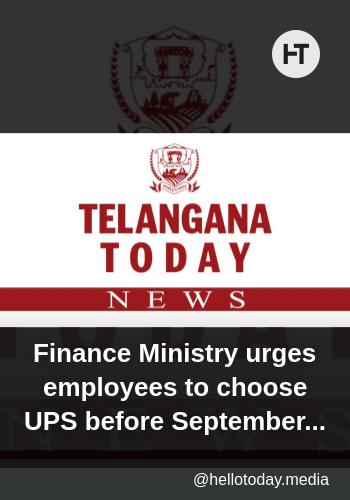 HT
TELANGANA
TODAY
NEWS
Finance Ministry urges
employees to choose
UPS before September...
@hellotoday.media